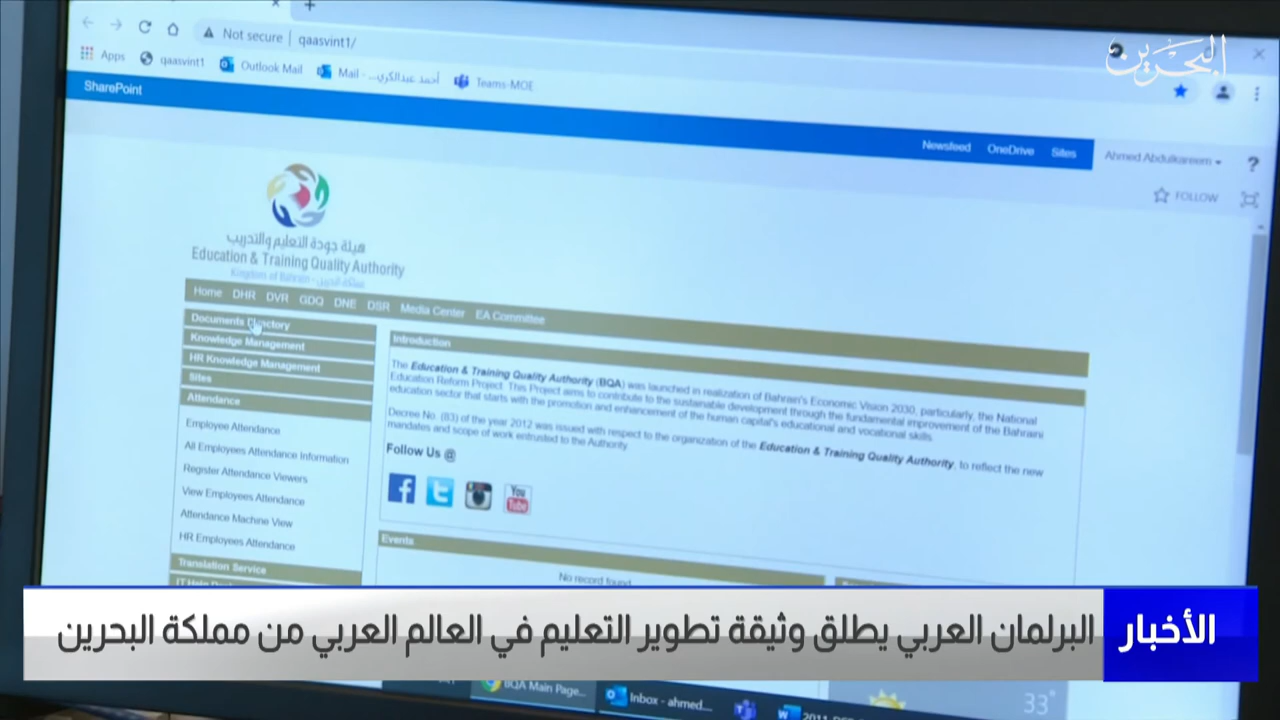 Not secure | qaasvint1/
البحرين
Apps qaasvint1 Outlook Mail Mail - أحمد عبدالكري... Teams-MOE
SharePoint
Newsfeed OneDrive Sites Ahmed Abdulkareem ?
FOLLOW
هيئة جودة التعليم والتدريب
Education & Training Quality Authority
Kingdom of Bahrain - مملكة البحرين
Home DHR DVR GDQ DNE DSR Media Center EA Committee
Documents Directory
Knowledge Management
HR Knowledge Management
Sites
Attendance
Employee Attendance
All Employees Attendance Information
Register Attendance Viewers
View Employees Attendance
Attendance Machine View
HR Employees Attendance
Translation Service
Introduction
The Education & Training Quality Authority (BQA) was launched in realization of Bahrain's Economic Vision 2030, particularly, the National
Education Reform Project. This Project aims to contribute to the sustainable development through the fundamental improvement of the Bahraini
education sector that starts with the promotion and enhancement of the human capital's educational and vocational skills.
Decree No. (83) of the year 2012 was issued with respect to the organization of the Education & Training Quality Authority, to reflect the new
mandates and scope of work entrusted to the Authority.
Follow Us @
You
Tube
Events
No record found
الأخبار
البرلمان العربي يطلق وثيقة تطوير التعليم في العالم العربي من مملكة البحرين
BQA Main Page... Inbox - ahmed... 33°